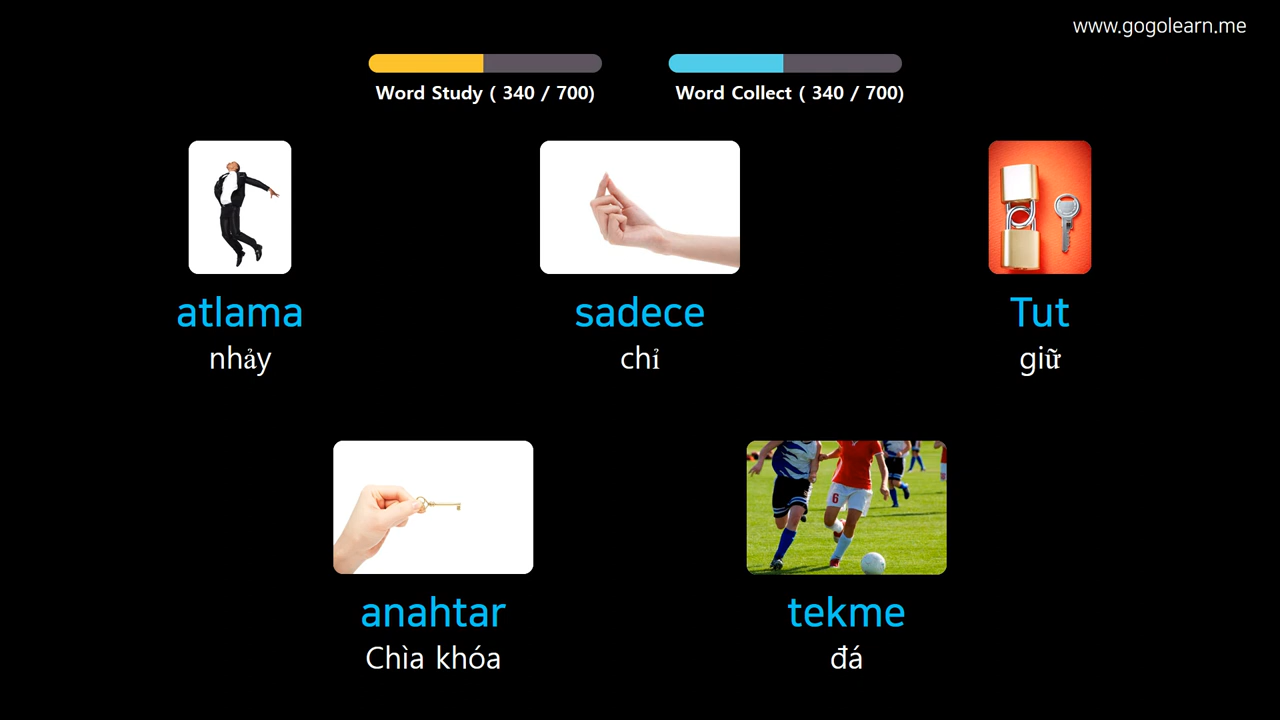 www.gogolearn.me
Word Study ( 340 / 700)
Word Collect ( 340 / 700)
atlama
nhảy
sadece
chỉ
Tut
giữ
anahtar
Chìa khóa
tekme
đá
6